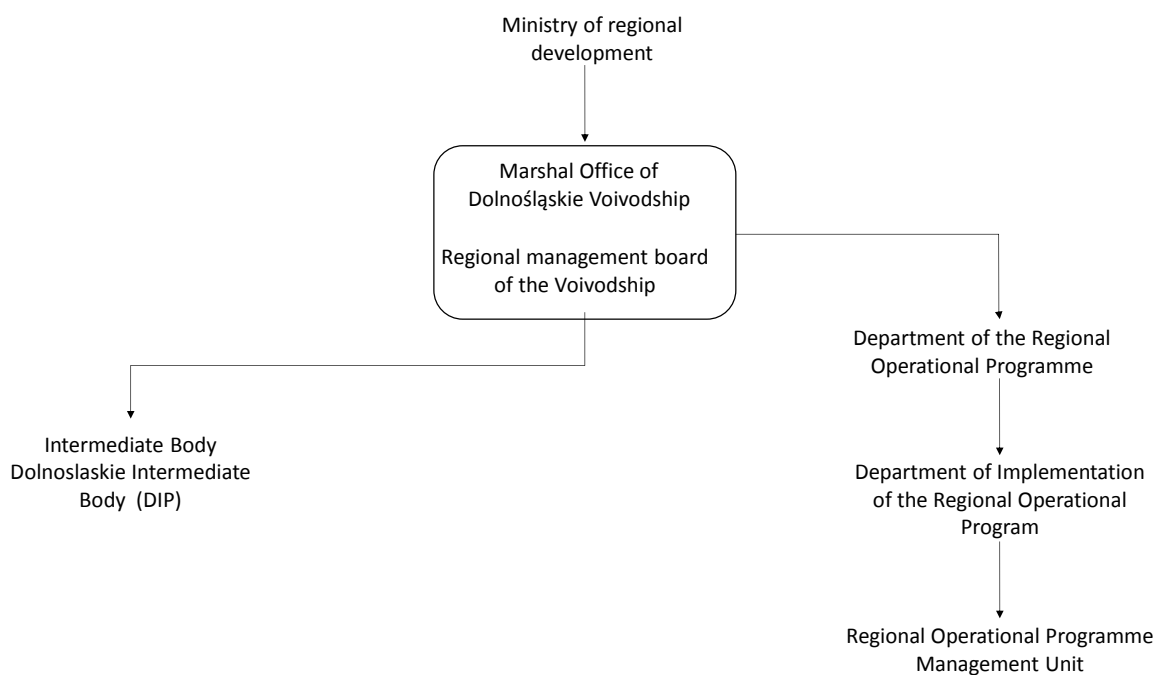 Ministry of regional
development
Marshal Office of
Dolnośląskie Voivodship
Regional management board
of the Voivodship
Department of the Regional
Operational Programme
Intermediate Body
Dolnoslaskie Intermediate
Body (DIP)
Department of Implementation
of the Regional Operational
Program
Regional Operational Programme
Management Unit